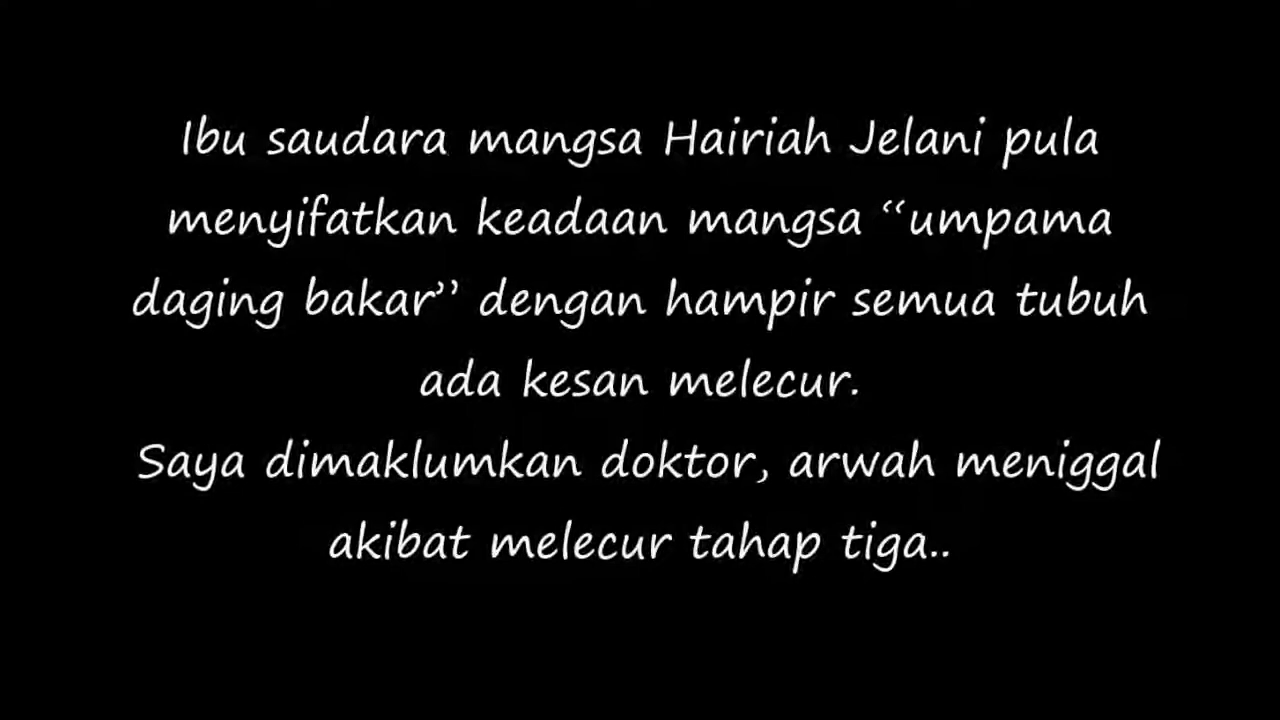 Ibu saudara mangsa Hairiah Jelani pula
menyifatkan keadaan mangsa “umpama
daging bakar” dengan hampir semua tubuh
ada kesan melecur.
Saya dimaklumkan doktor, arwah meniggal
akibat melecur tahap tiga..